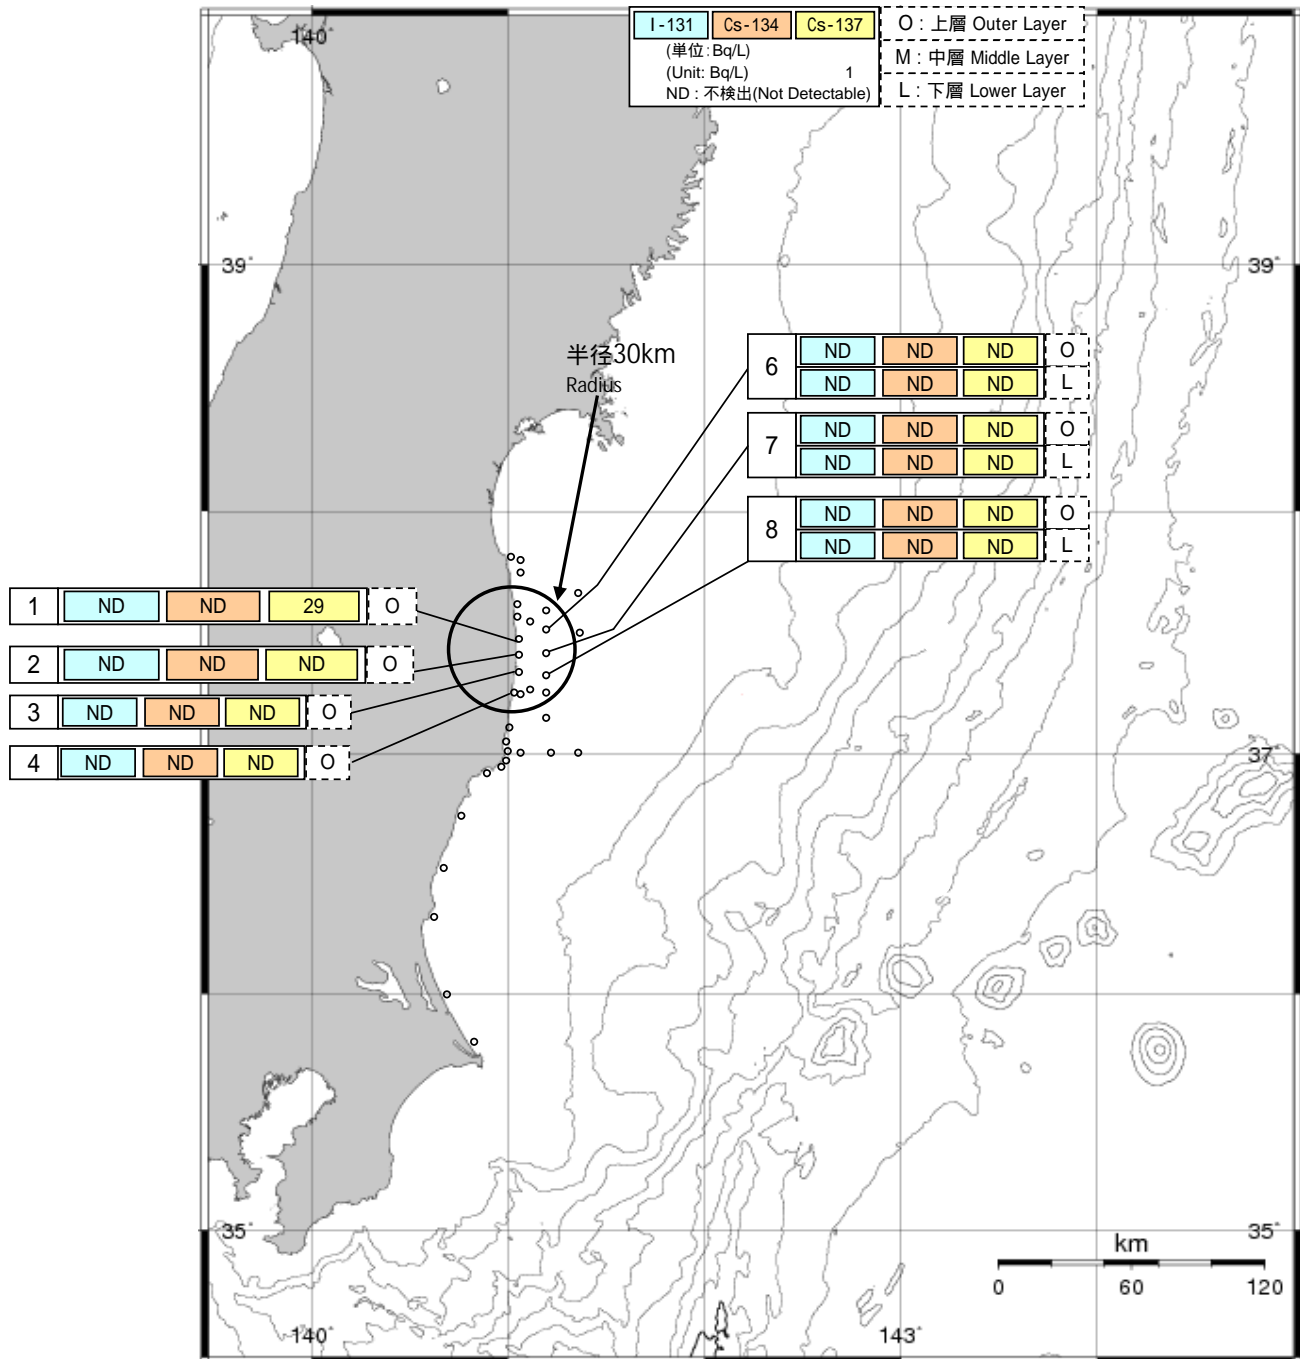 I-131 Cs-134 Cs-137
(単位:Bq/L)
(Unit: Bq/L) 1
ND : 不検出(Not Detectable)
O : 上層 Outer Layer
M : 中層 Middle Layer
L : 下層 Lower Layer
140°
39° 39°
半径30km
Radius
6 ND ND ND O
ND ND ND L
7 ND ND ND O
ND ND ND L
8 ND ND ND O
ND ND ND L
1 ND ND 29 O
2 ND ND ND O
3 ND ND ND O
4 ND ND ND O
37°
35° 35°
km
0 60 120
140° 143°